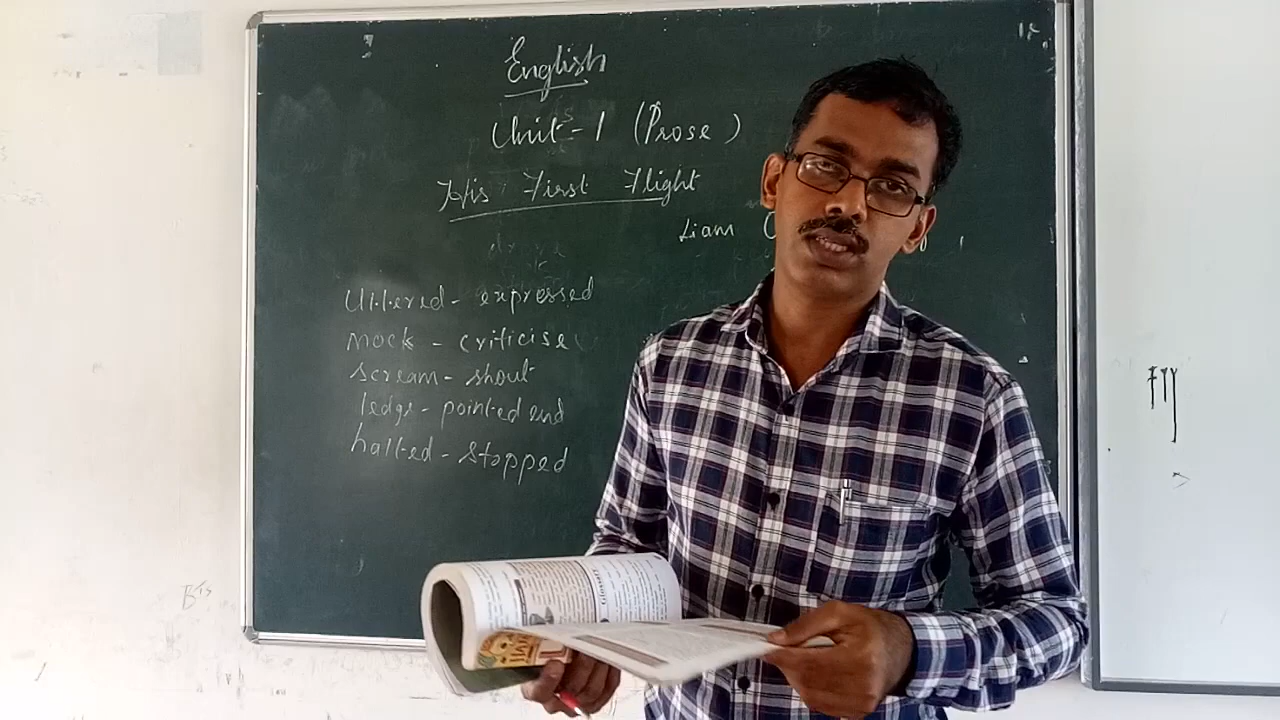 English
Unit-1 (Prose)
His First Flight
Liam O
Uttered - expressed
mock - criticise
scream - shout
ledge - pointed end
halted - stopped
Glossary